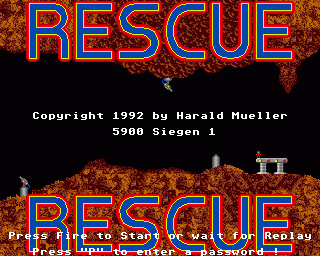 RESCUE
Copyright 1992 by Harald Mueller
5900 Siegen 1
RESCUE
Press Fire to Start or wait for Replay
Press HPH to enter a password !